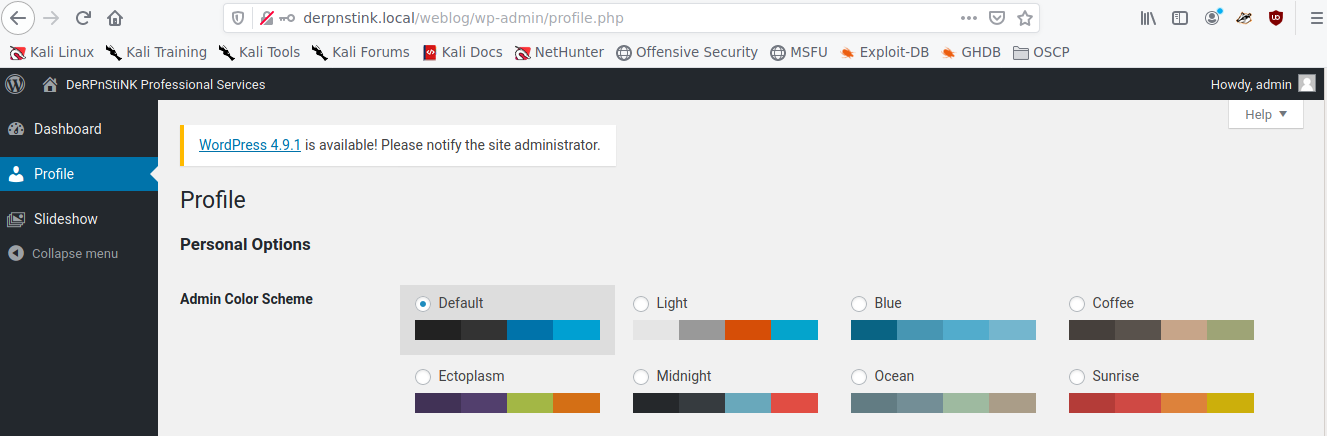 derpnstink.local/weblog/wp-admin/profile.php
Kali Linux Kali Training Kali Tools Kali Forums Kali Docs NetHunter Offensive Security MSFU Exploit-DB GHDB OSCP
DeRPnStiNK Professional Services Howdy, admin
Help
Dashboard
Profile
Slideshow
Collapse menu
WordPress 4.9.1 is available! Please notify the site administrator.
Profile
Personal Options
Admin Color Scheme
Default Light Blue Coffee
Ectoplasm Midnight Ocean Sunrise